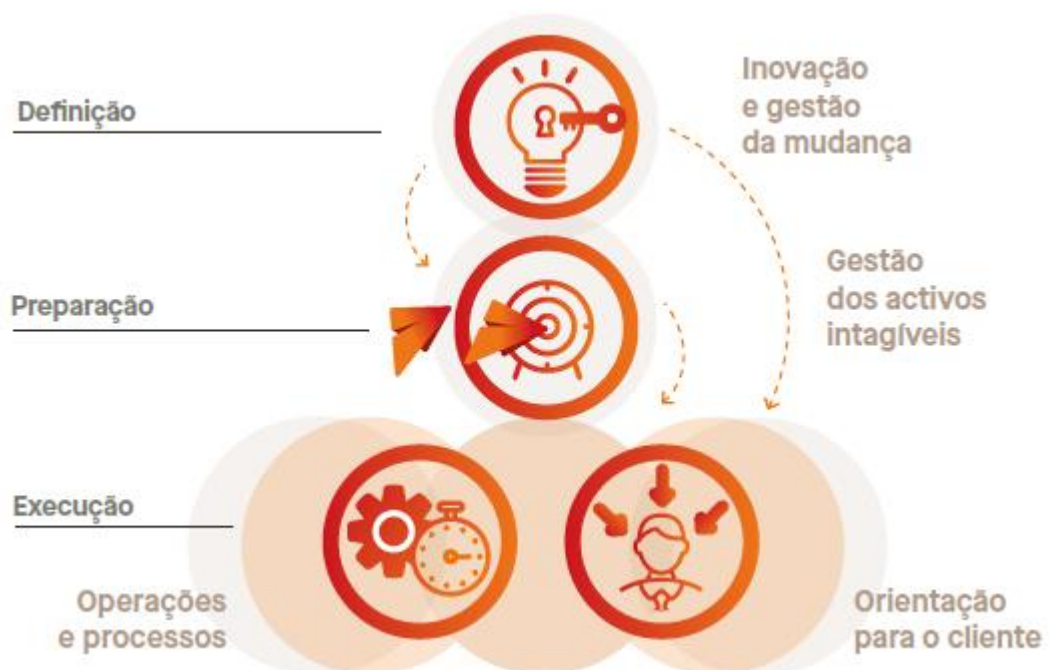 Definição
Inovação
e gestão
da mudança
Preparação
Gestão
dos activos
intagíveis
Execução
Operações
e processos
Orientação
para o cliente